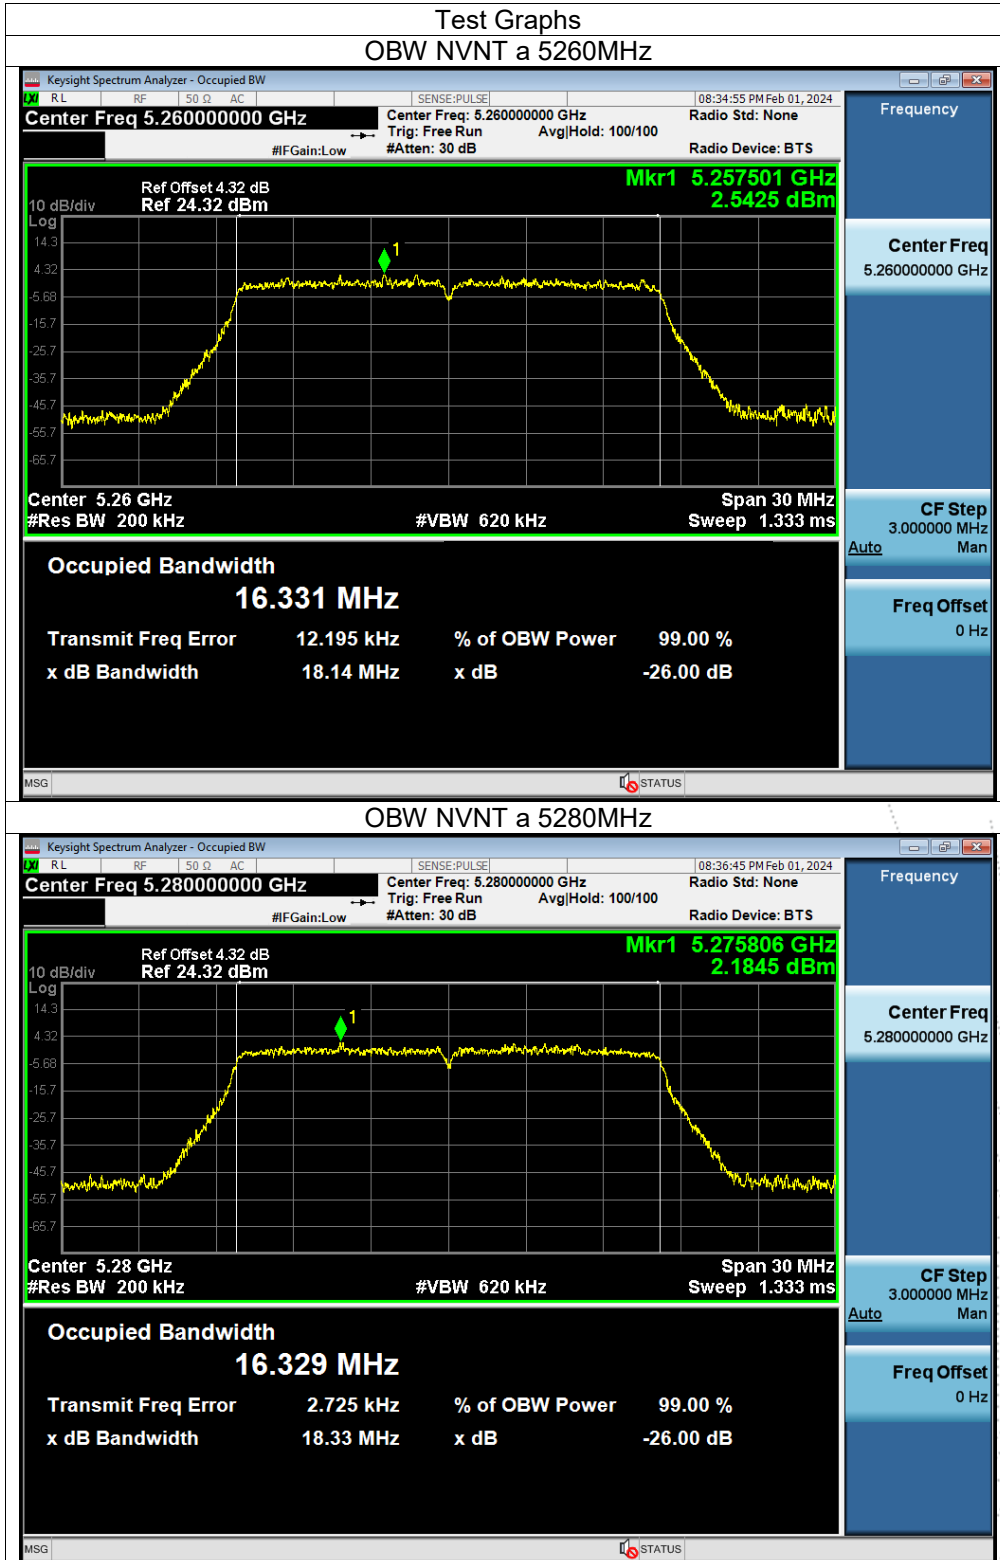 Test Graphs
OBW NVNT a 5260MHz
Keysight Spectrum Analyzer - Occupied BW
LXI RL RF 50 Ω AC SENSE:PULSE 08:34:55 PM Feb 01, 2024
Center Freq 5.260000000 GHz Center Freq: 5.260000000 GHz Radio Std: None Frequency
Trig: Free Run Avg|Hold: 100/100
#IFGain:Low #Atten: 30 dB Radio Device: BTS
Mkr1 5.257501 GHz
Ref Offset 4.32 dB 2.5425 dBm
10 dB/div Ref 24.32 dBm
Log
14.3
1
Center Freq
4.32
5.260000000 GHz
-5.68
-15.7
-25.7
-35.7
-45.7
-55.7
-65.7
Center 5.26 GHz Span 30 MHz
#Res BW 200 kHz #VBW 620 kHz Sweep 1.333 ms
CF Step
3.000000 MHz
Auto Man
Occupied Bandwidth
16.331 MHz
Freq Offset
0 Hz
Transmit Freq Error 12.195 kHz % of OBW Power 99.00 %
x dB Bandwidth 18.14 MHz x dB -26.00 dB
MSG STATUS
OBW NVNT a 5280MHz
Keysight Spectrum Analyzer - Occupied BW
LXI RL RF 50 Ω AC SENSE:PULSE 08:36:45 PM Feb 01, 2024
Center Freq 5.280000000 GHz Center Freq: 5.280000000 GHz Radio Std: None Frequency
Trig: Free Run Avg|Hold: 100/100
#IFGain:Low #Atten: 30 dB Radio Device: BTS
Mkr1 5.275806 GHz
Ref Offset 4.32 dB 2.1845 dBm
10 dB/div Ref 24.32 dBm
Log
14.3
1
Center Freq
4.32
5.280000000 GHz
-5.68
-15.7
-25.7
-35.7
-45.7
-55.7
-65.7
Center 5.28 GHz Span 30 MHz
#Res BW 200 kHz #VBW 620 kHz Sweep 1.333 ms
CF Step
3.000000 MHz
Auto Man
Occupied Bandwidth
16.329 MHz
Freq Offset
0 Hz
Transmit Freq Error 2.725 kHz % of OBW Power 99.00 %
x dB Bandwidth 18.33 MHz x dB -26.00 dB
MSG STATUS